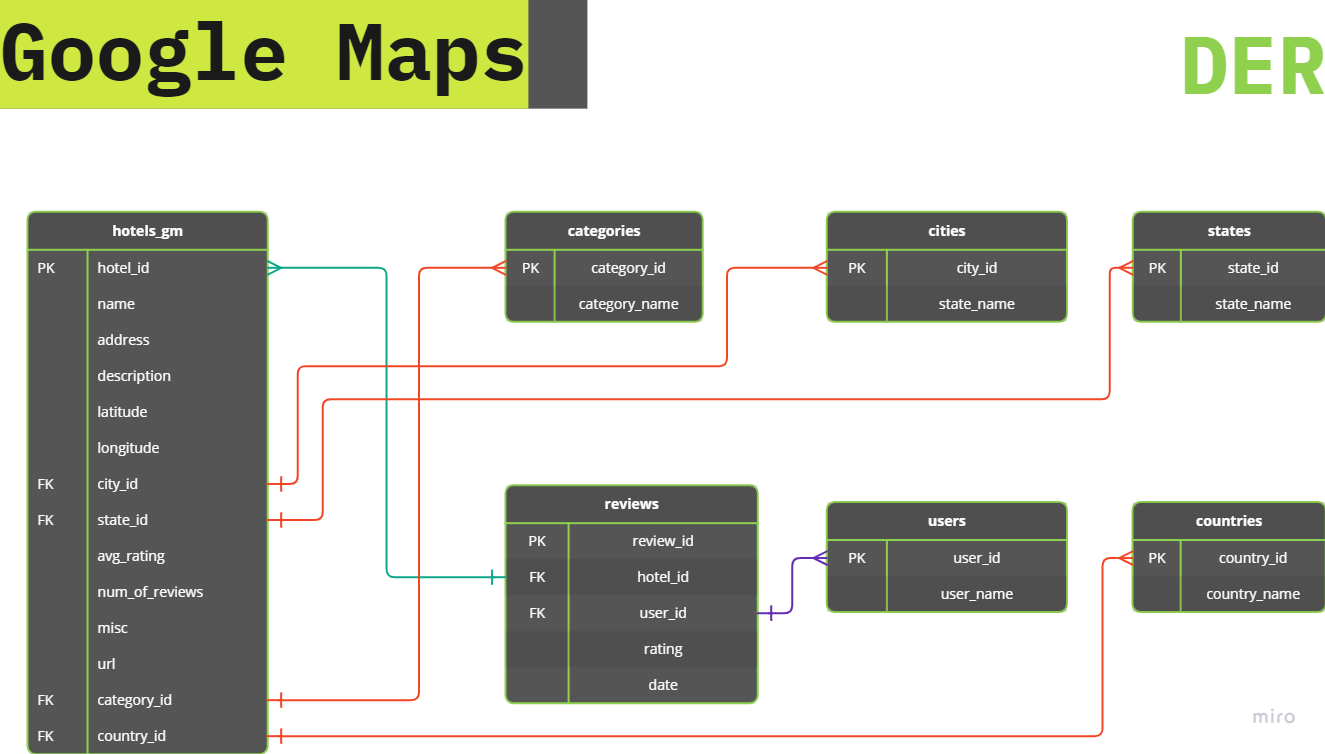 Google Maps
DER
hotels_gm
PK hotel_id
name
address
description
latitude
longitude
FK city_id
FK state_id
avg_rating
num_of_reviews
misc
url
FK category_id
FK country_id
categories
PK category_id
category_name
cities
PK city_id
state_name
states
PK state_id
state_name
reviews
PK review_id
FK hotel_id
FK user_id
rating
date
users
PK user_id
user_name
countries
PK country_id
country_name
miro